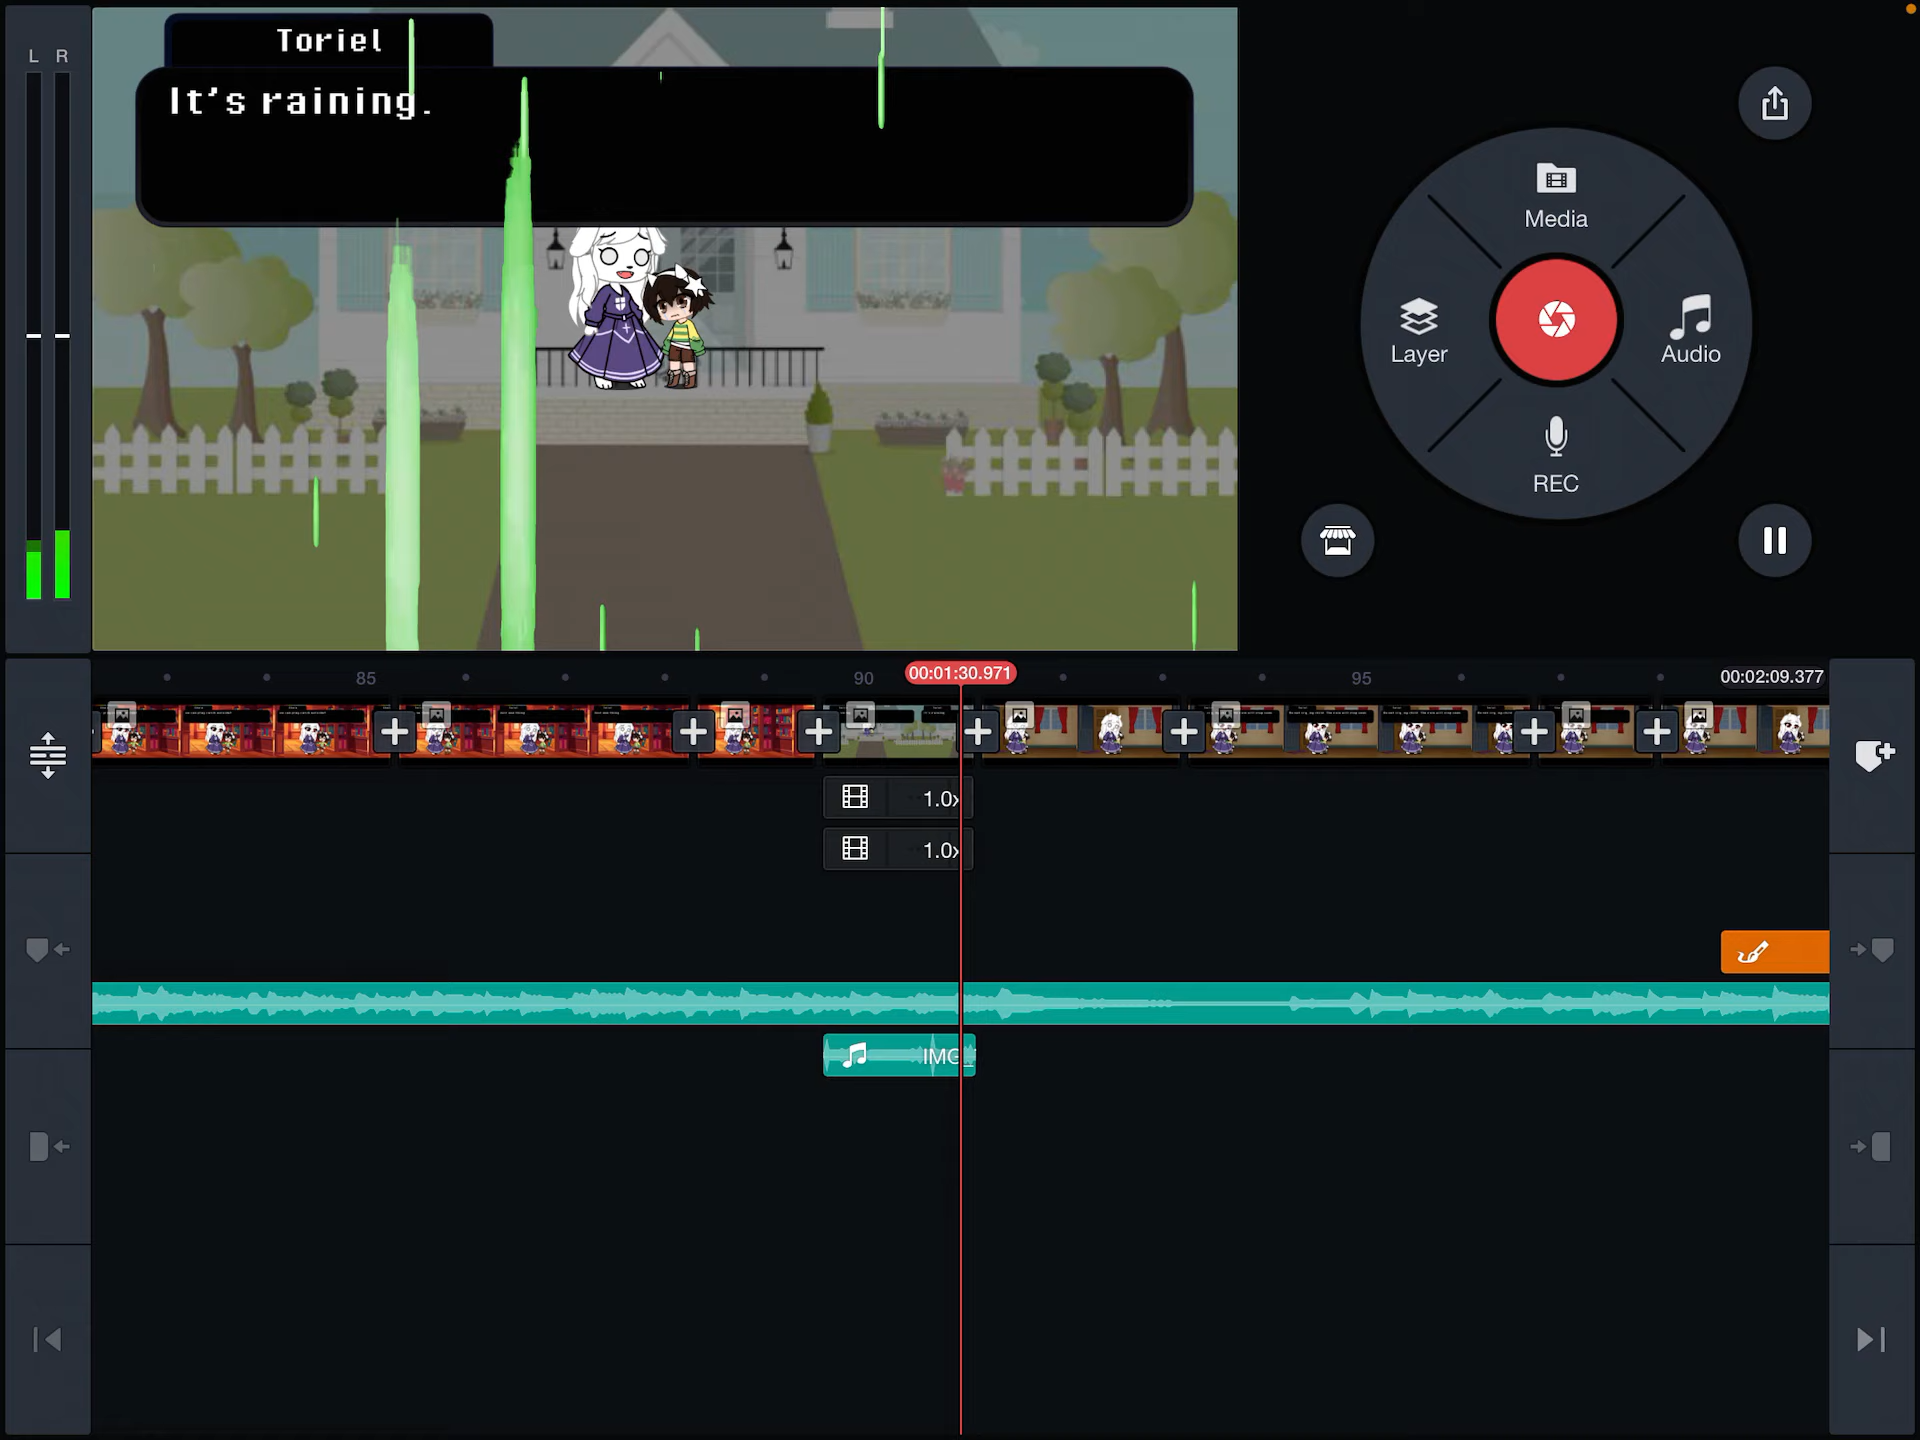 L R
Toriel
It's raining.
Media
Layer
Audio
REC
85
90
00:01:30.971
95
00:02:09.377
1.0x
1.0x
IMG_